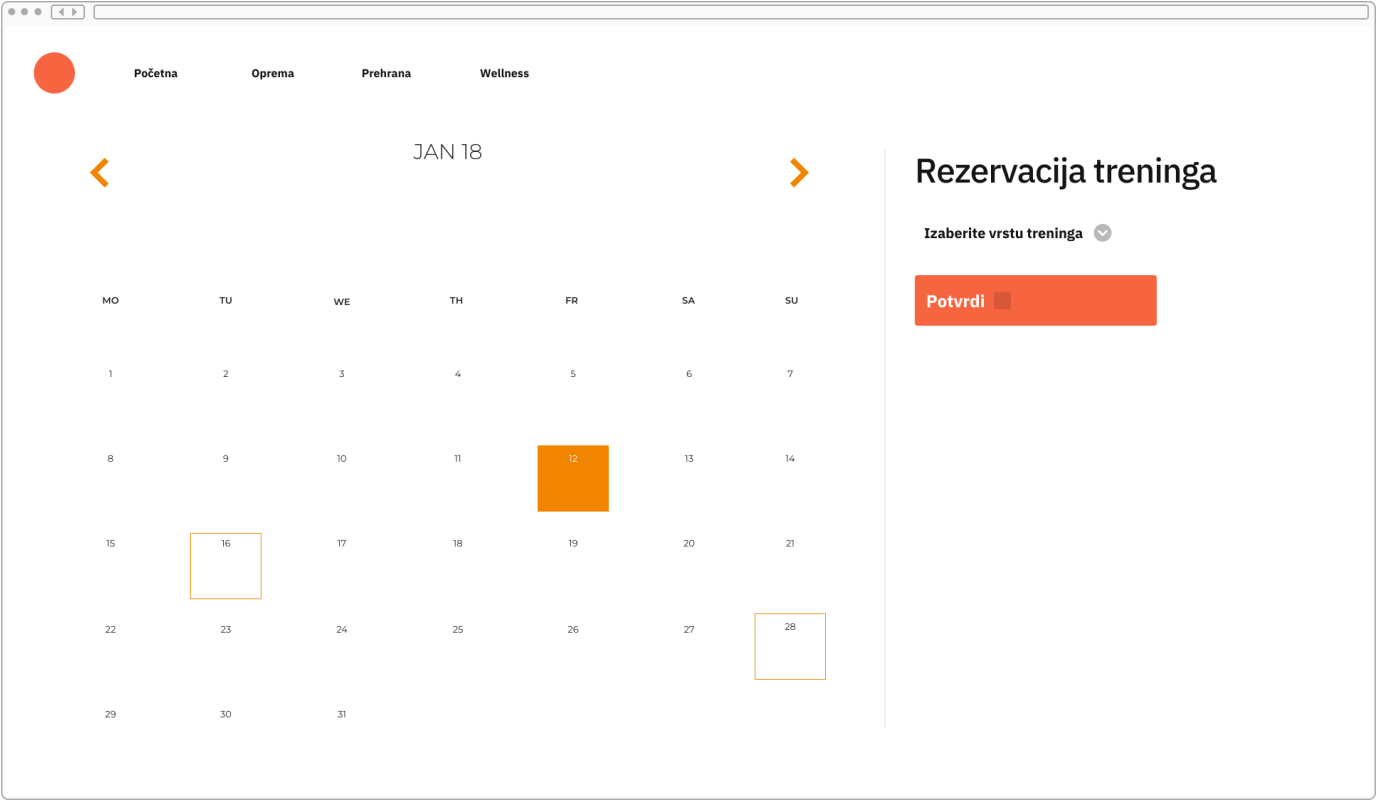 Početna Oprema Prehrana Wellness
JAN 18
MO TU WE TH FR SA SU
1 2 3 4 5 6 7
8 9 10 11 12 13 14
15 16 17 18 19 20 21
22 23 24 25 26 27 28
29 30 31
Rezervacija treninga
Izaberite vrstu treninga
Potvrdi